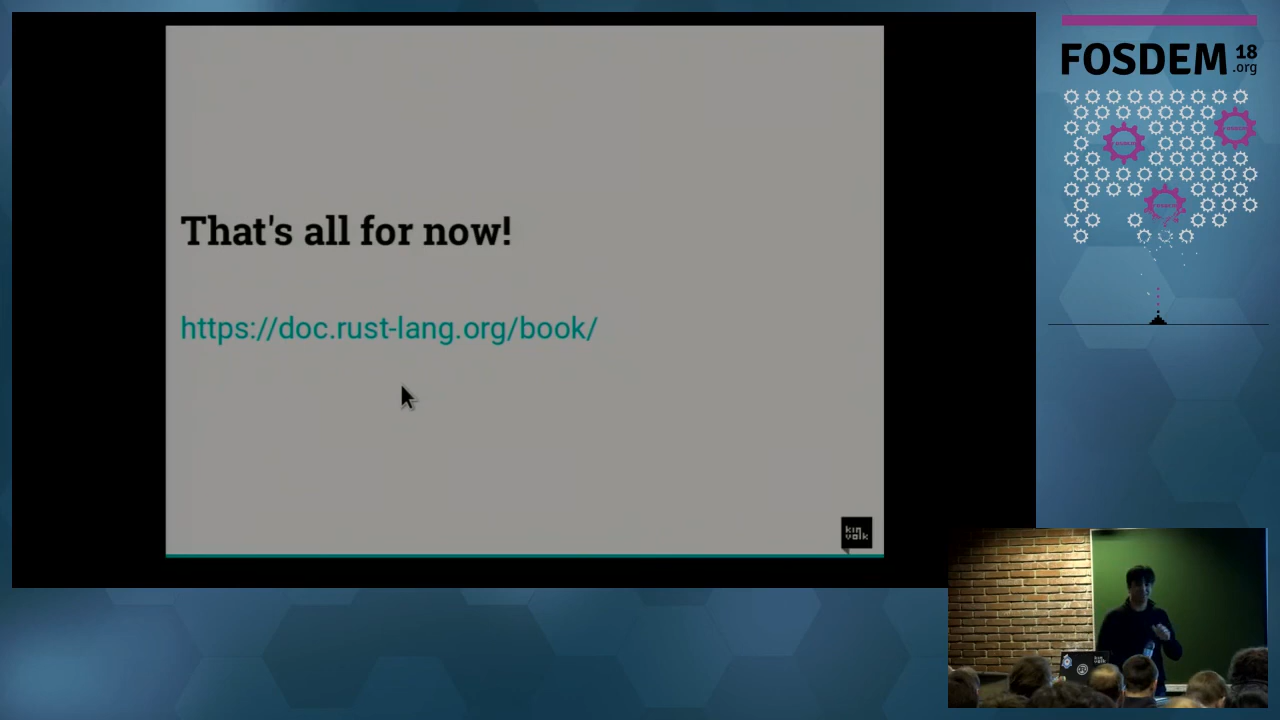 That's all for now!
https://doc.rust-lang.org/book/
kin
volk
FOSDEM 18
.org